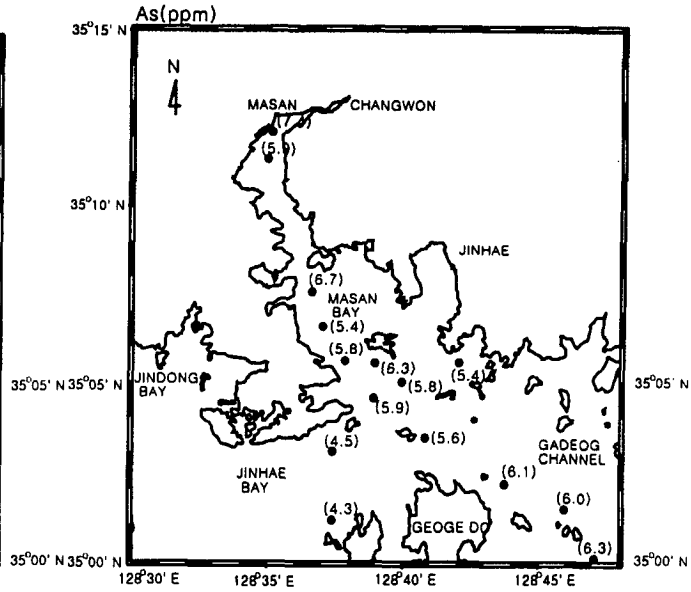 As(ppm)
35°15' N
N
MASAN
CHANGWON
(5.9)
35°10' N
JINHAE
(6.7)
MASAN
BAY
(5.4)
(5.8)
(6.3)
(5.4)
(5.8)
JINDONG
BAY
35°05' N
35°05' N
35°05' N
(5.9)
(4.5)
(5.6)
GADEOG
CHANNEL
JINHAE
BAY
(6.1)
(4.3)
(6.0)
GEOGE DO
(6.3)
35°00' N
35°00' N
35°00' N
128°30' E
128°35' E
128°40' E
128°45' E